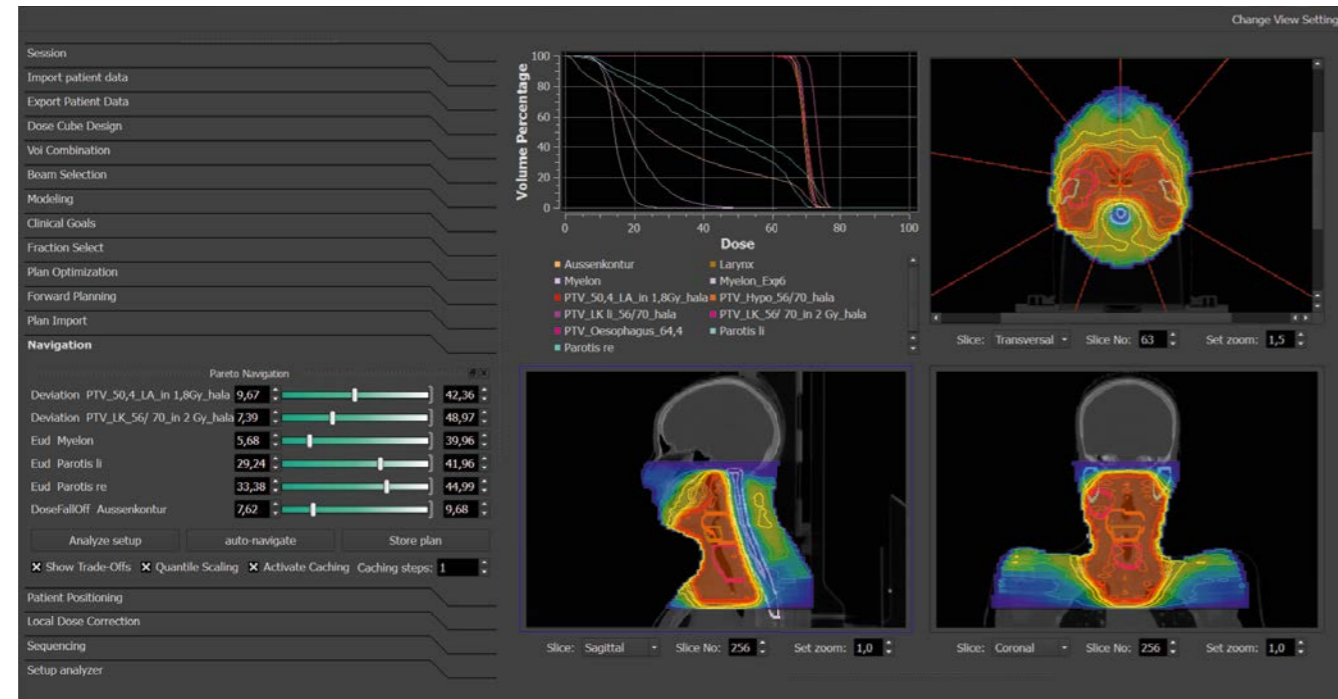 Change View Setting
Session
Import patient data
Export Patient Data
Dose Cube Design
Voi Combination
Beam Selection
Modeling
Clinical Goals
Fraction Select
Plan Optimization
Forward Planning
Plan Import
Navigation
Pareto Navigation
Deviation PTV_50,4_LA_in 1,8Gy_hala 9,67 42,36
Deviation PTV_LK_56/ 70_in 2 Gy_hala 7,39 48,97
Eud Myelon 5,68 39,96
Eud Parotis li 29,24 41,96
Eud Parotis re 33,38 44,99
DoseFallOff Aussenkontur 7,62 9,68
Analyze setup auto-navigate Store plan
Show Trade-Offs Quantile Scaling Activate Caching Caching steps: 1
Patient Positioning
Local Dose Correction
Sequencing
Setup analyzer
Volume Percentage
100
80
60
40
20
0
0 20 40 60 80 100
Dose
Aussenkontur Larynx
Myelon Myelon_Exp6
PTV_50,4_LA_in 1,8Gy_hala PTV_Hypo_56/70_hala
PTV_LK li_56/70_hala PTV_LK_56/ 70_in 2 Gy_hala
PTV_Oesophagus_64,4 Parotis li
Parotis re
Slice: Transversal Slice No: 63 Set zoom: 1,5
Slice: Sagittal Slice No: 256 Set zoom: 1,0
Slice: Coronal Slice No: 256 Set zoom: 1,0